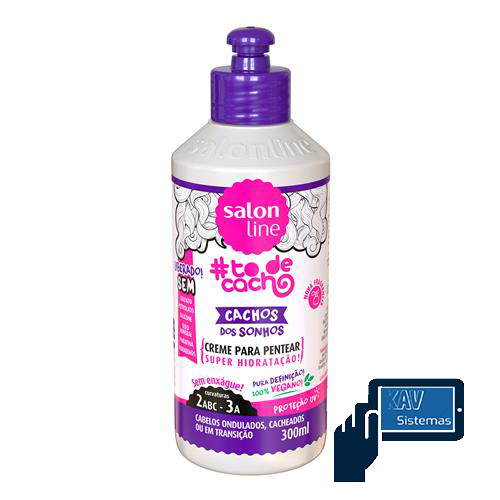 salonline
salon
line
#to de
cacho
LIBERADO!
SEM
CACHOS
DOS SONHOS
CREME PARA PENTEAR
SUPER HIDRATAÇÃO!
Sem enxágue!
curvaturas
2ABC - 3A
PURA DEFINIÇÃO!
100% VEGANO!
PROTEÇÃO UV
CABELOS ONDULADOS, CACHEADOS
OU EM TRANSIÇÃO
300ml
KAV
Sistemas